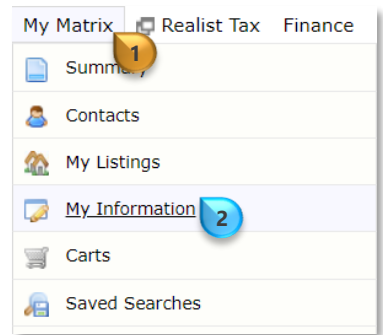 My Matrix Realist Tax Finance
1
Summary
Contacts
My Listings
My Information
2
Carts
Saved Searches